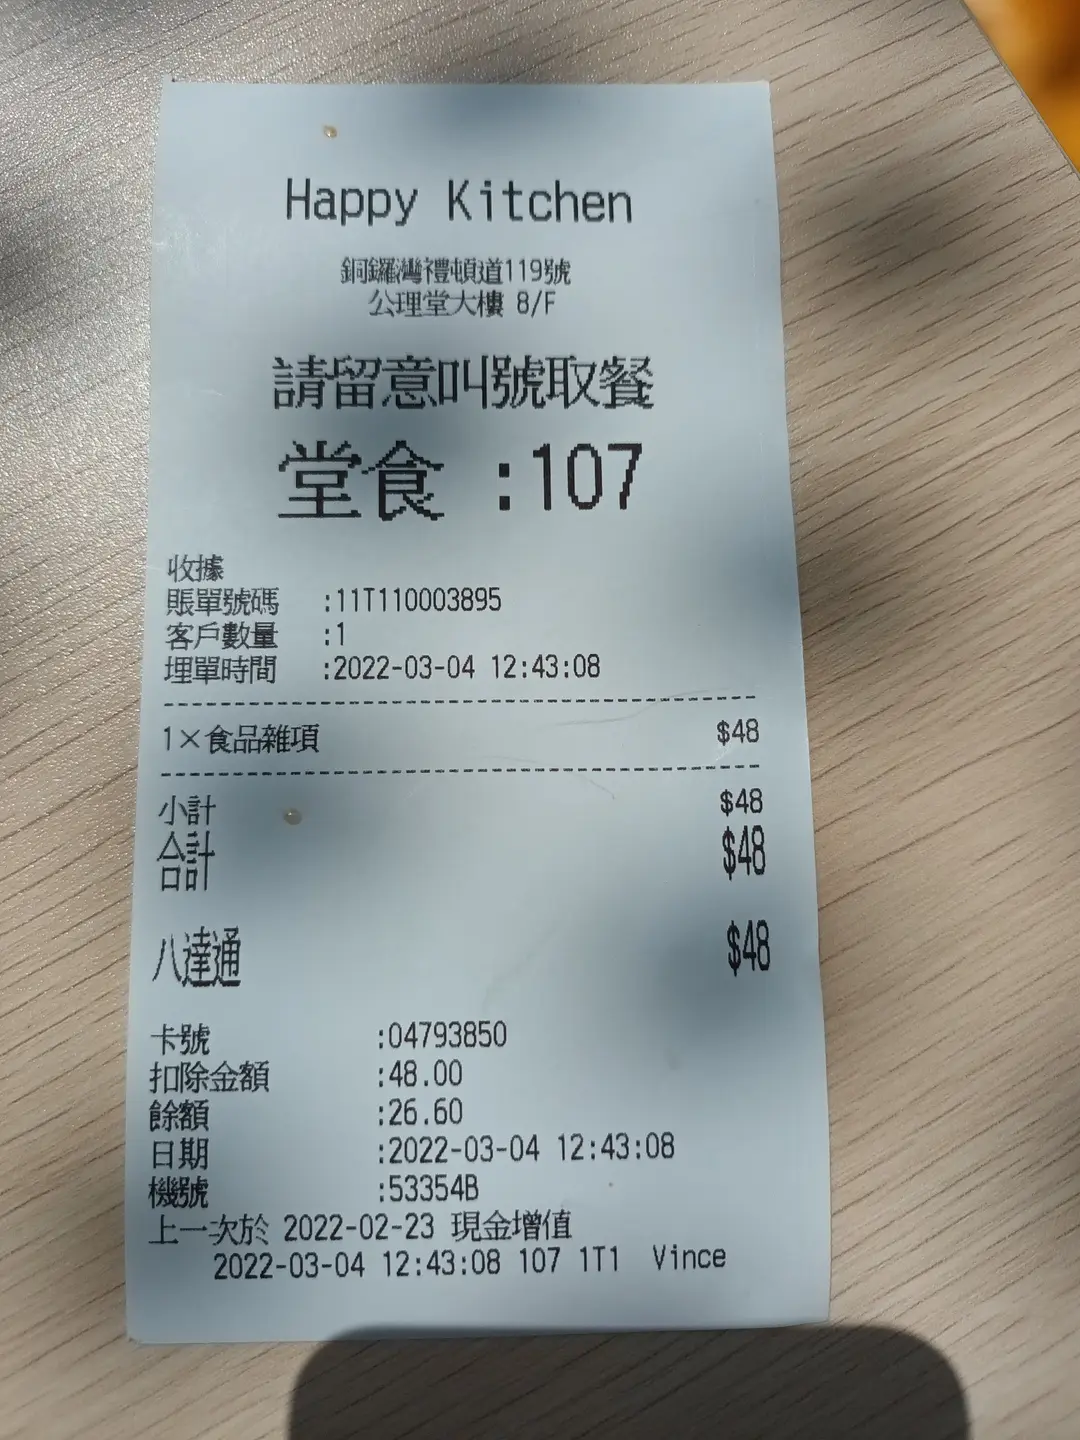 Happy Kitchen
銅鑼灣禮頓道119號
公理堂大樓 8/F
請留意叫號取餐
堂食 :107
收據
賬單號碼 :11T110003895
客戶數量 :1
埋單時間 :2022-03-04 12:43:08
1×食品雜項 $48
小計 $48
合計 $48
八達通 $48
卡號 :04793850
扣除金額 :48.00
餘額 :26.60
日期 :2022-03-04 12:43:08
機號 :53354B
上一次於 2022-02-23 現金增值
2022-03-04 12:43:08 107 1T1 Vince